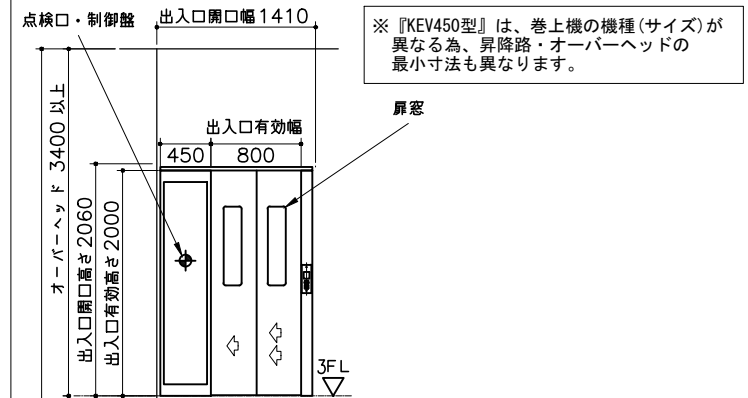 点検口・制御盤
出入口開口幅1410
※『KEV450型』は、巻上機の機種(サイズ)が
異なる為、昇降路・オーバーヘッドの
最小寸法も異なります。
扉窓
出入口有効幅
450
800
オーバーヘッド 3400 以上
出入口開口高さ2060
出入口有効高さ2000
3FL